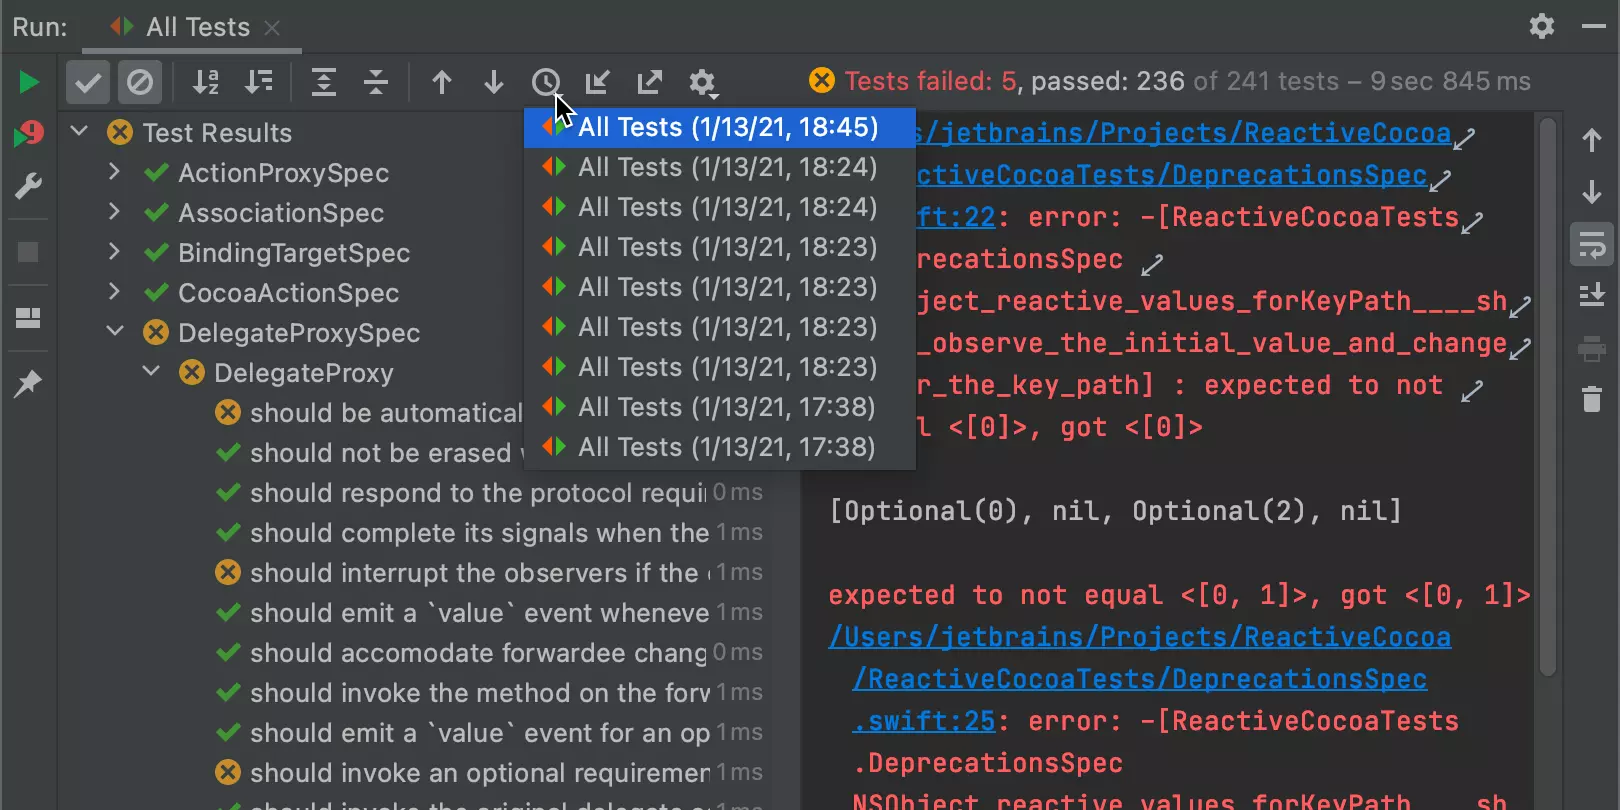 Run: All Tests
Tests failed: 5, passed: 236 of 241 tests – 9 sec 845 ms
Test Results
ActionProxySpec
AssociationSpec
BindingTargetSpec
CocoaActionSpec
DelegateProxySpec
DelegateProxy
should be automatical
should not be erased
should respond to the protocol requi 0 ms
should complete its signals when the 1 ms
should interrupt the observers if the 1 ms
should emit a `value` event wheneve 1 ms
should accomodate forwardee chang 0 ms
should invoke the method on the forw 1 ms
should emit a `value` event for an op 1 ms
should invoke an optional requiremen 1 ms
should invoke the original delegate 1 ms
All Tests (1/13/21, 18:45)
All Tests (1/13/21, 18:24)
All Tests (1/13/21, 18:24)
All Tests (1/13/21, 18:23)
All Tests (1/13/21, 18:23)
All Tests (1/13/21, 18:23)
All Tests (1/13/21, 18:23)
All Tests (1/13/21, 17:38)
All Tests (1/13/21, 17:38)
s/jetbrains/Projects/ReactiveCocoa
ctiveCocoaTests/DeprecationsSpec
ft:22: error: -[ReactiveCocoaTests
recationsSpec
ject_reactive_values_forKeyPath____sh
_observe_the_initial_value_and_change
r_the_key_path] : expected to not
l <[0]>, got <[0]>
[Optional(0), nil, Optional(2), nil]
expected to not equal <[0, 1]>, got <[0, 1]>
/Users/jetbrains/Projects/ReactiveCocoa
/ReactiveCocoaTests/DeprecationsSpec
.swift:25: error: -[ReactiveCocoaTests
.DeprecationsSpec
NSObject_reactive_values_forKeyPath____sh